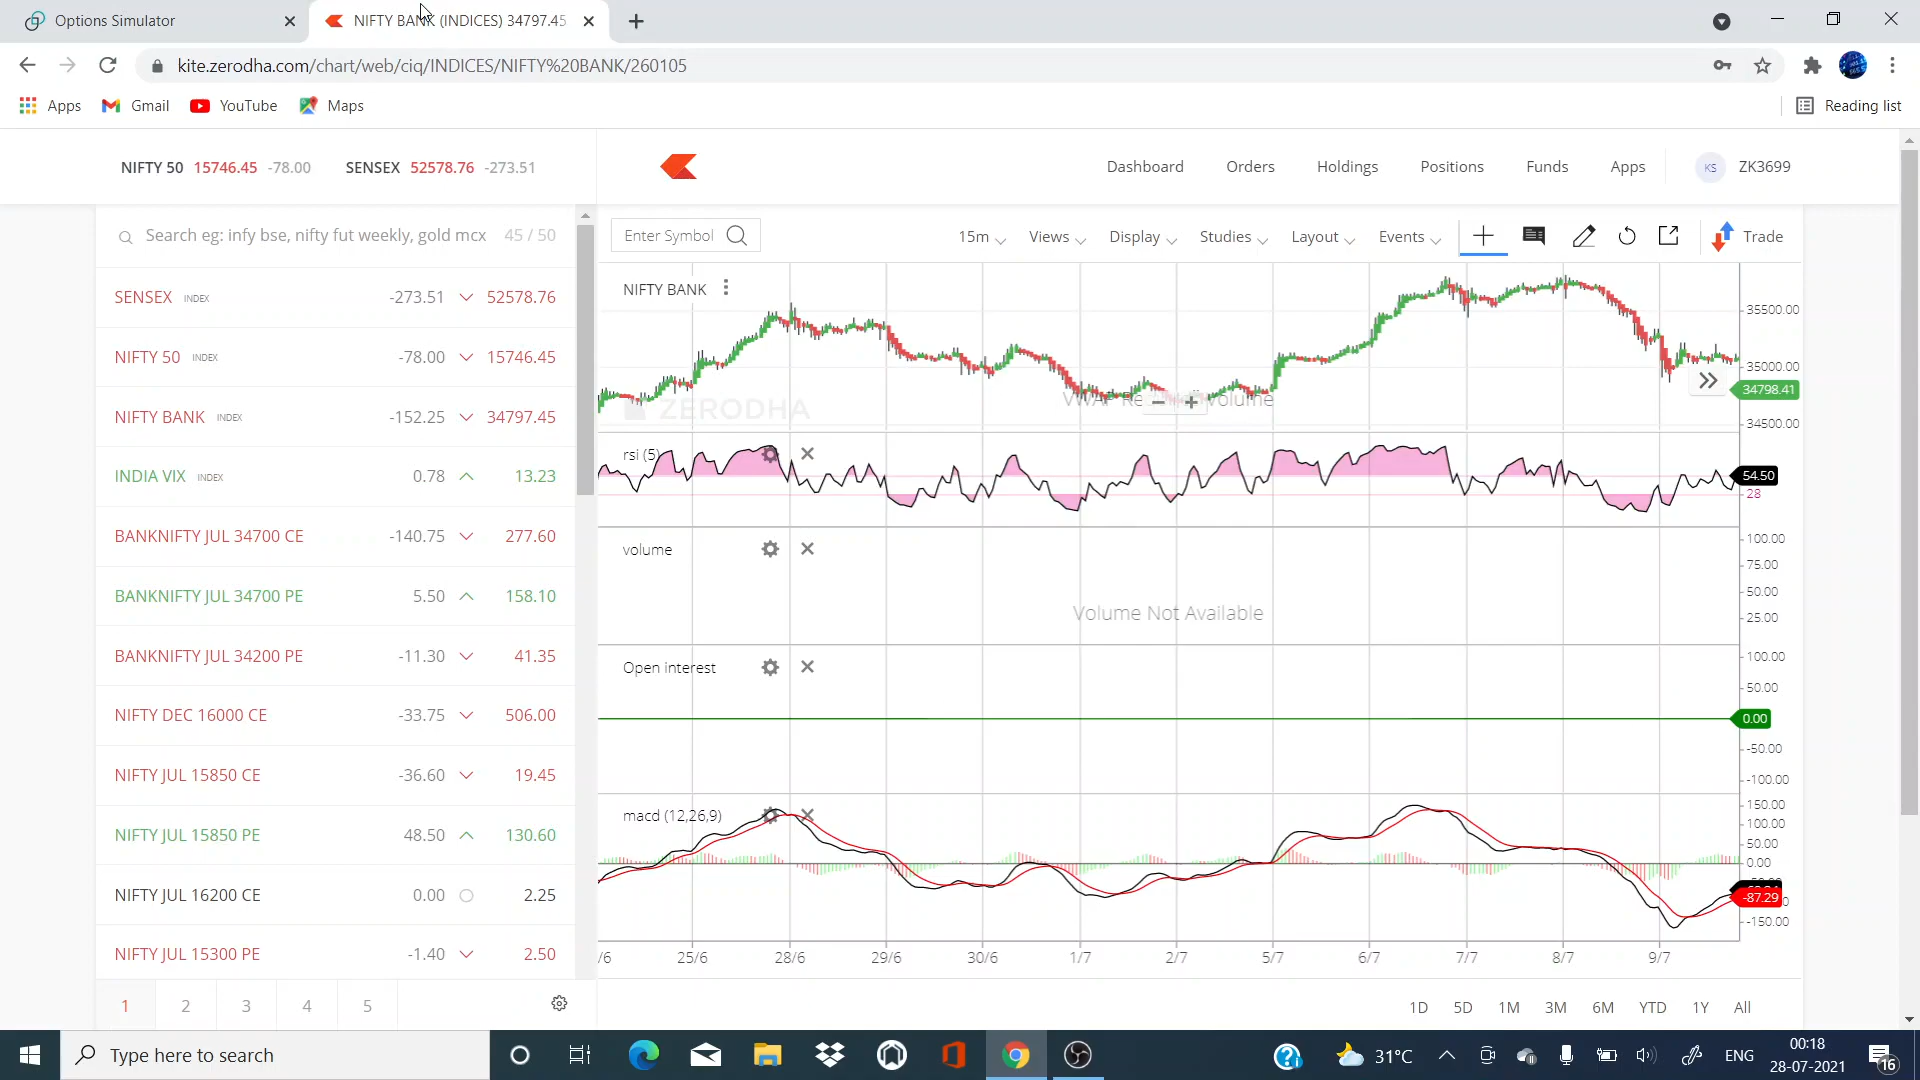 Options Simulator
NIFTY BANK (INDICES) 34797.45
kite.zerodha.com/chart/web/ciq/INDICES/NIFTY%20BANK/260105
Apps Gmail YouTube Maps Reading list
NIFTY 50 15746.45 -78.00 SENSEX 52578.76 -273.51
Dashboard Orders Holdings Positions Funds Apps KS ZK3699
Search eg: infy bse, nifty fut weekly, gold mcx 45 / 50
SENSEX INDEX -273.51 52578.76
NIFTY 50 INDEX -78.00 15746.45
NIFTY BANK INDEX -152.25 34797.45
INDIA VIX INDEX 0.78 13.23
BANKNIFTY JUL 34700 CE -140.75 277.60
BANKNIFTY JUL 34700 PE 5.50 158.10
BANKNIFTY JUL 34200 PE -11.30 41.35
NIFTY DEC 16000 CE -33.75 506.00
NIFTY JUL 15850 CE -36.60 19.45
NIFTY JUL 15850 PE 48.50 130.60
NIFTY JUL 16200 CE 0.00 2.25
NIFTY JUL 15300 PE -1.40 2.50
1 2 3 4 5
Enter Symbol 15m Views Display Studies Layout Events Trade
NIFTY BANK
35500.00
35000.00
34798.41
34500.00
ZERODHA
Volume
rsi (5)
54.50
28
volume
100.00
75.00
50.00
25.00
Volume Not Available
Open interest
100.00
50.00
0.00
-50.00
-100.00
macd (12,26,9)
150.00
100.00
50.00
0.00
-87.29
-150.00
/6 25/6 28/6 29/6 30/6 1/7 2/7 5/7 6/7 7/7 8/7 9/7
1D 5D 1M 3M 6M YTD 1Y All
Type here to search
31°C
ENG
00:18
28-07-2021
16